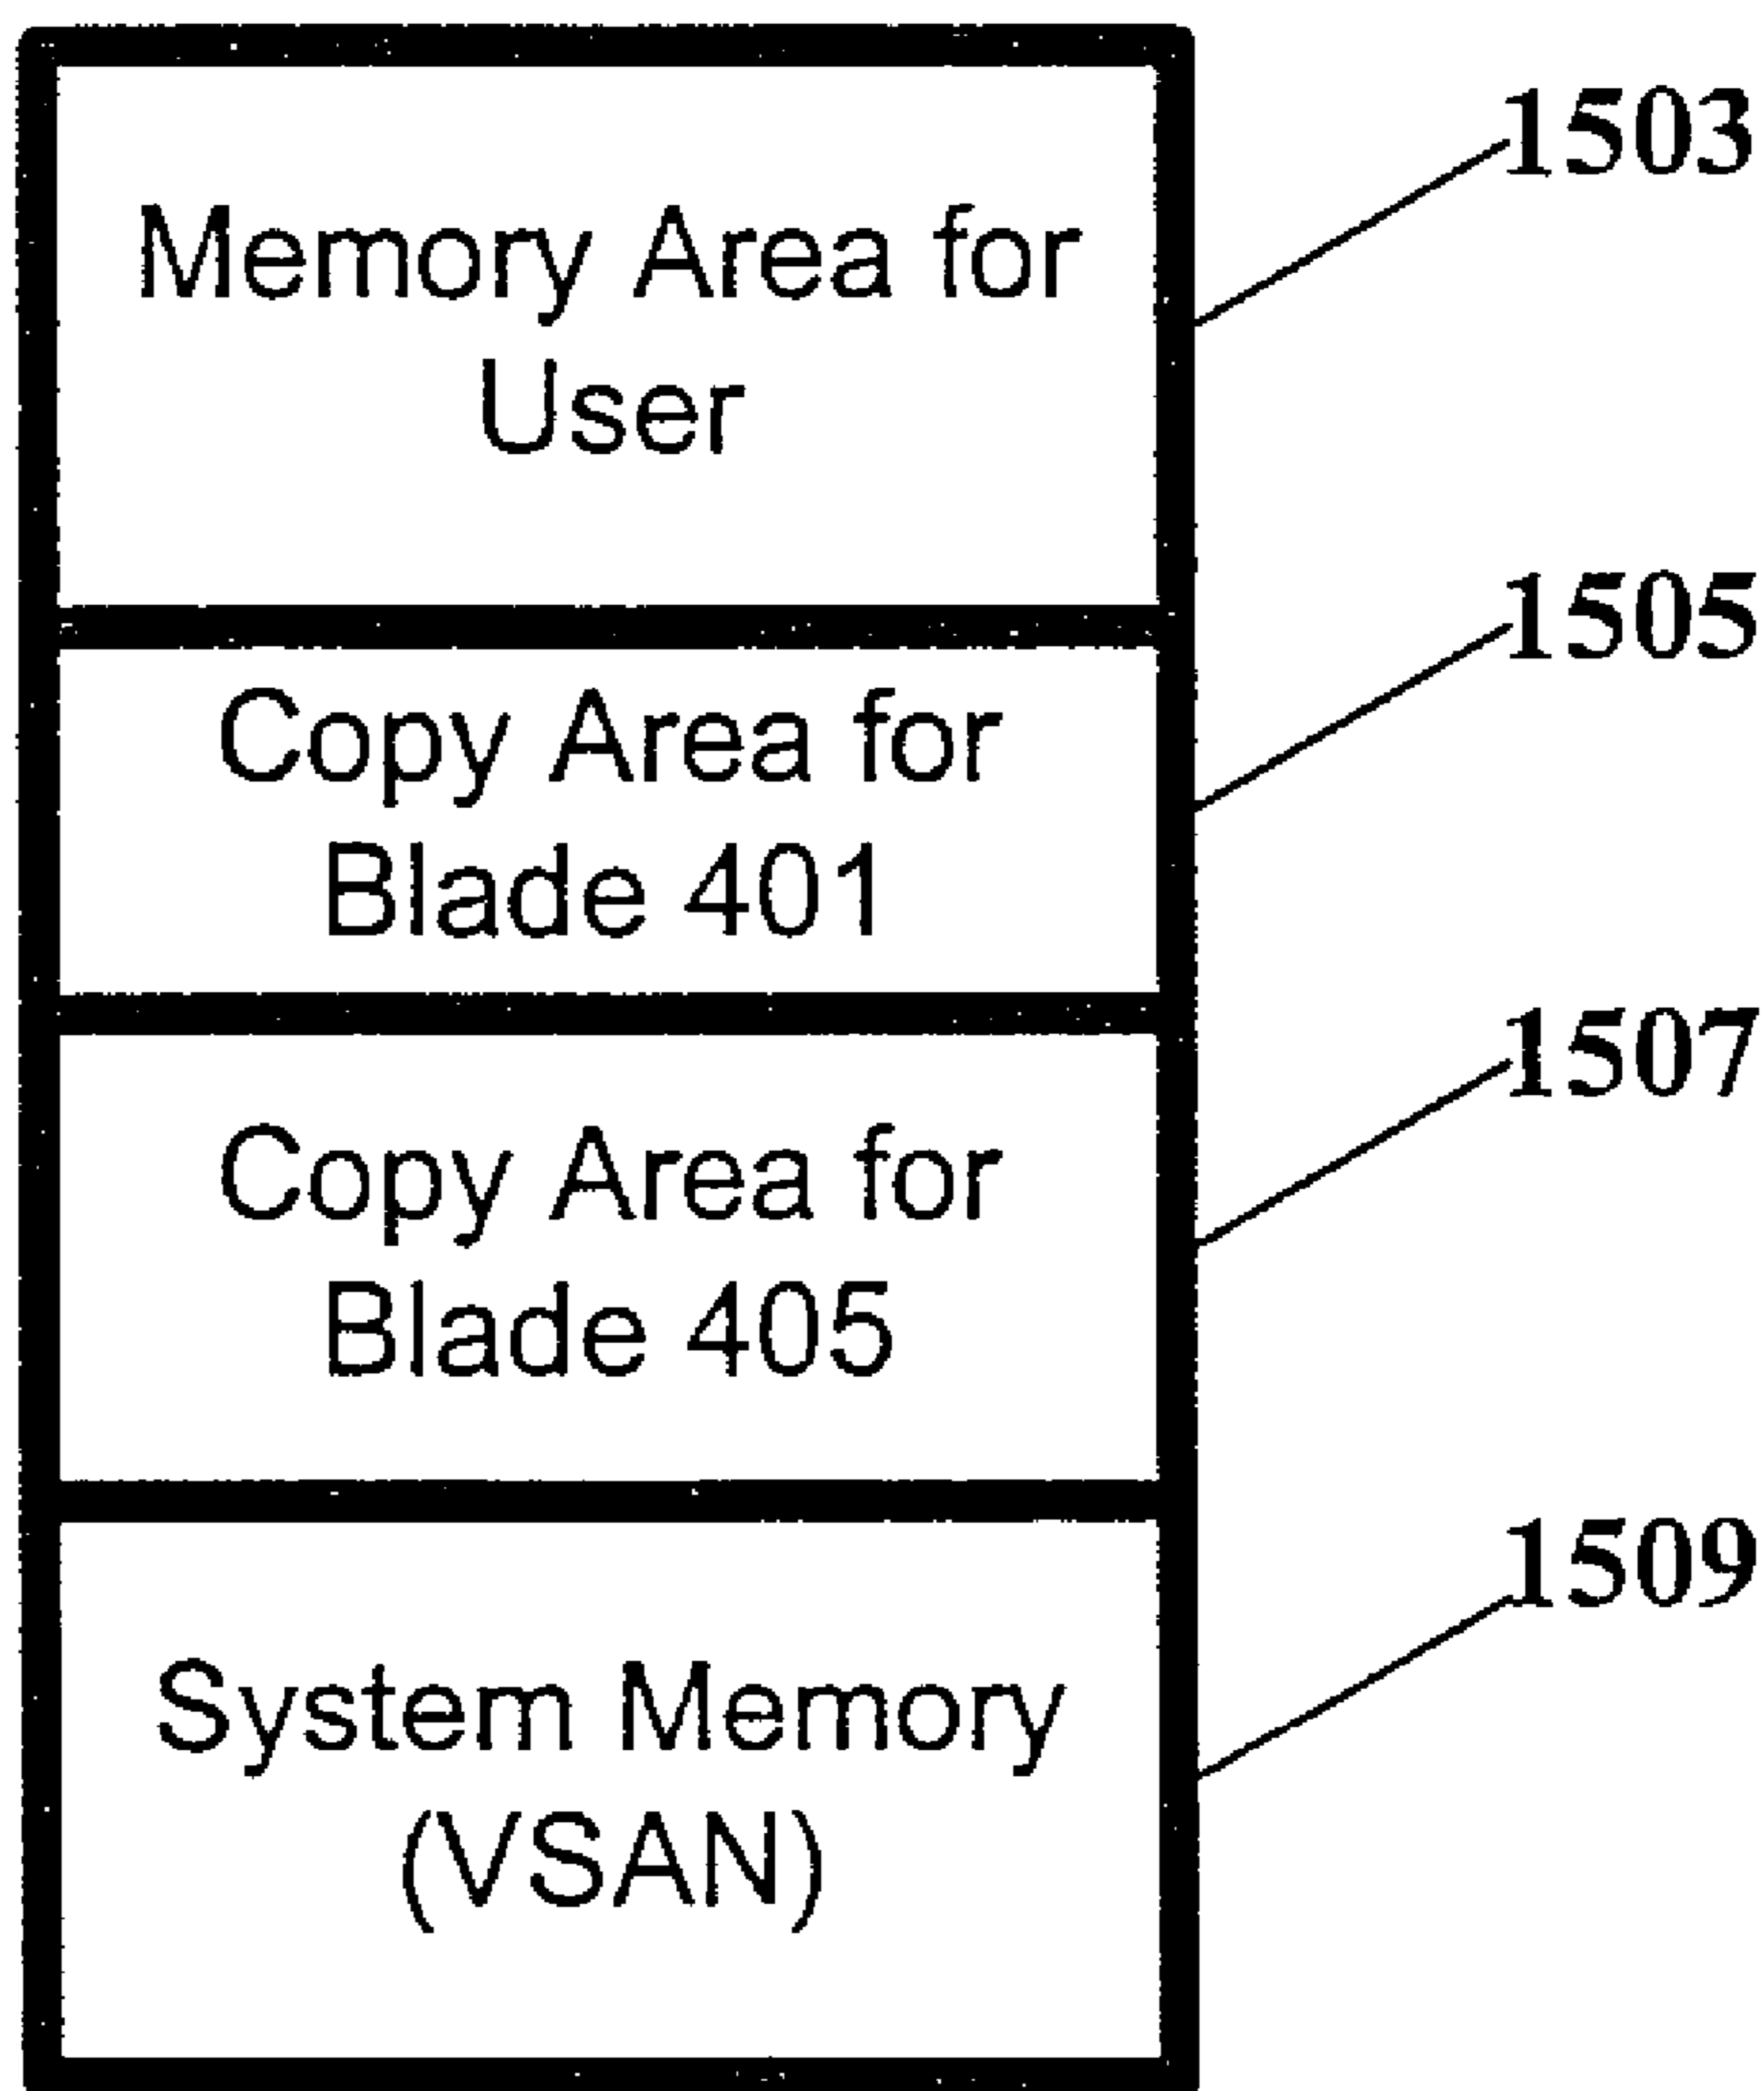 1503
Memory Area for
User
1505
Copy Area for
Blade 401
1507
Copy Area for
Blade 405
1509
System Memory
(VSAN)